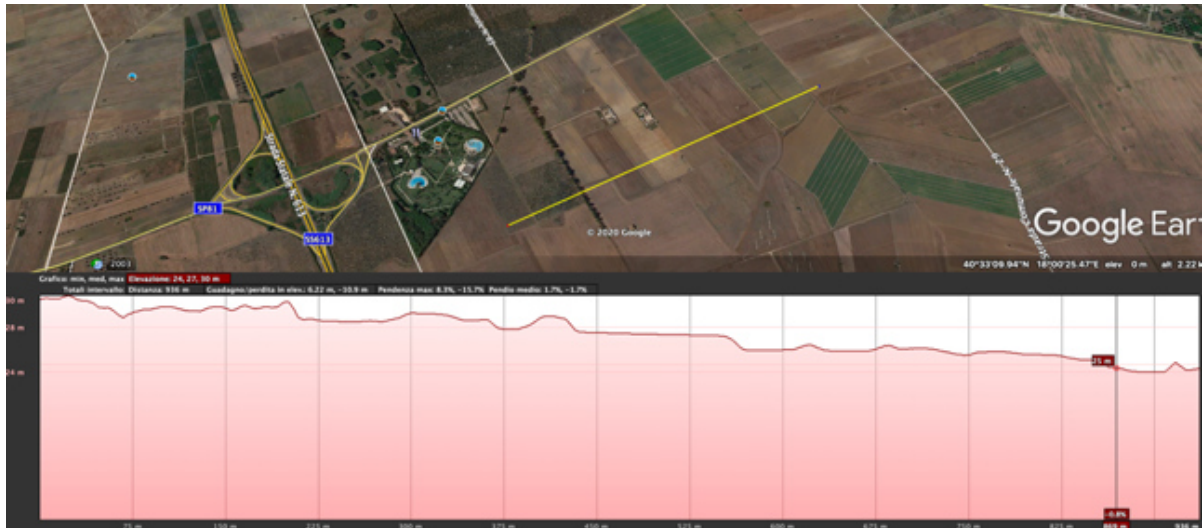 Strada Statale N. 613
SP81
SS613
© 2020 Google
Google Ear
2003
40°33'09.94"N 18°00'25.47"E elev 0 m alt 2.22 k
Grafico: min, med, max Elevazione: 24, 27, 30 m
Totali intervallo: Distanza: 936 m Guadagno/perdita in elev.: 6.22 m, -10.9 m Pendenza max: 8.3%, -15.7% Pendio medio: 1.7%, -1.7%
30 m
28 m
25 m
24 m
-0.8%
75 m 150 m 225 m 300 m 375 m 450 m 525 m 600 m 675 m 750 m 825 m 869 m 936 m